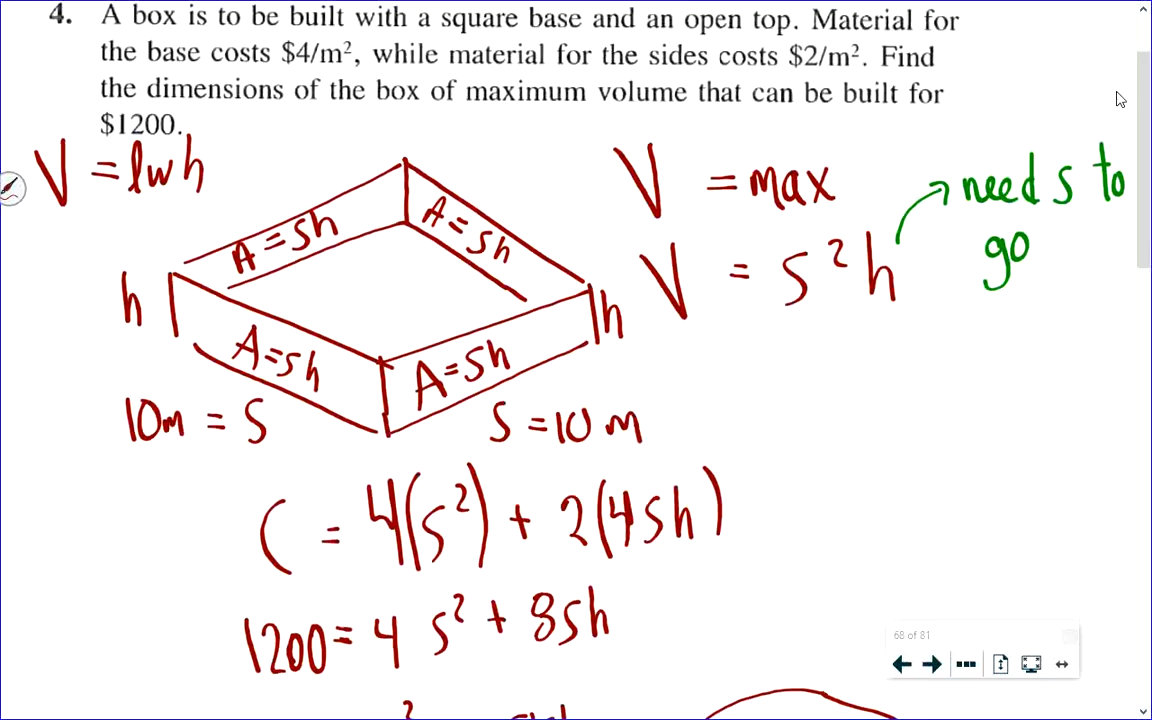 4. A box is to be built with a square base and an open top. Material for
the base costs $4/m², while material for the sides costs $2/m². Find
the dimensions of the box of maximum volume that can be built for
$1200.
V = lwh
V = max
need s to
go
V = s²h
A = sh
A = sh
h
h
A = sh
A = sh
10m = s
s = 10 m
C = 4(s²) + 2(4sh)
1200 = 4s² + 8sh
68 of 81